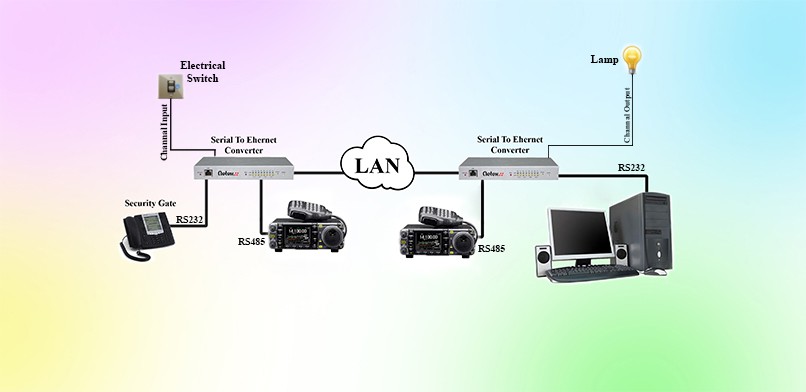 Electrical
Switch
Lamp
Channal Input
Channal Output
Serial To Ehernet
Converter
Serial To Ehernet
Converter
LAN
RS232
Security Gate
RS232
RS485
RS485